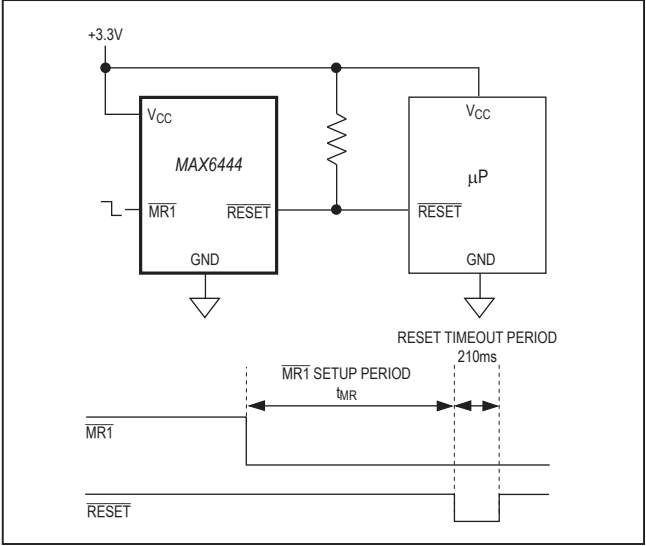 +3.3V
VCC
MAX6444
MR1
RESET
GND
VCC
μP
RESET
GND
RESET TIMEOUT PERIOD
210ms
MR1 SETUP PERIOD
tMR
MR1
RESET